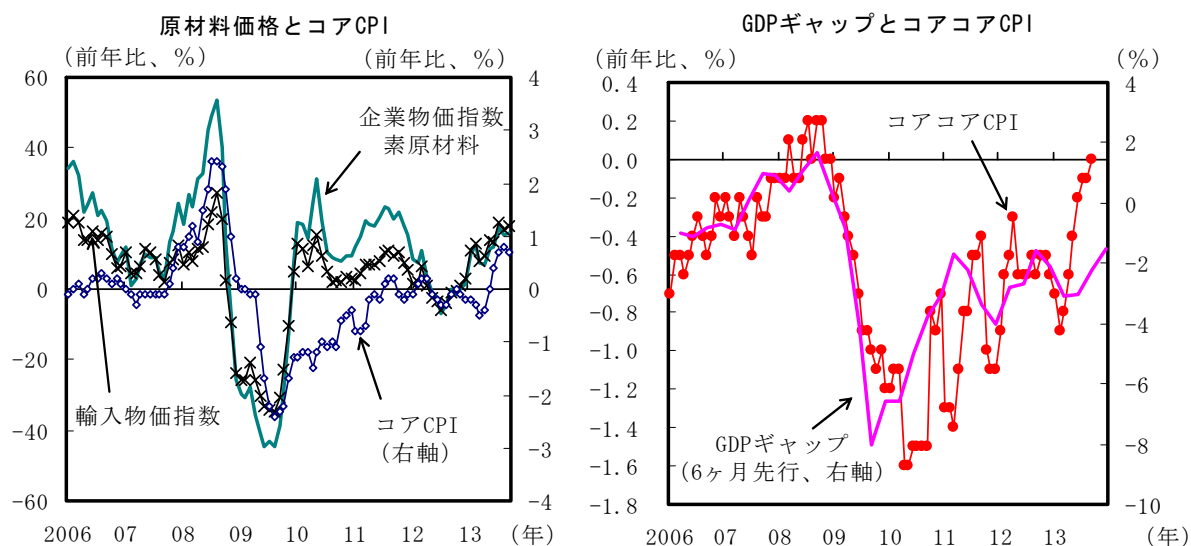 原材料価格とコアCPI
(前年比、%)
(前年比、%)
60
40
20
0
-20
-40
-60
4
3
2
1
0
-1
-2
-3
-4
企業物価指数
素原材料
輸入物価指数
コアCPI
(右軸)
2006 07 08 09 10 11 12 13 (年)
GDPギャップとコアコアCPI
(前年比、%)
(%)
0.4
0.2
0.0
-0.2
-0.4
-0.6
-0.8
-1.0
-1.2
-1.4
-1.6
-1.8
4
2
0
-2
-4
-6
-8
-10
コアコアCPI
GDPギャップ
(6ヶ月先行、右軸)
2006 07 08 09 10 11 12 13 (年)